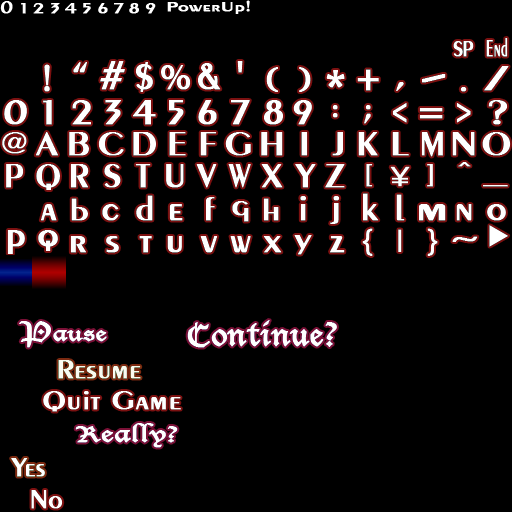 0 1 2 3 4 5 6 7 8 9 PowerUp!
SP End
! “ # $ % & ' ( ) * + , – . /
0 1 2 3 4 5 6 7 8 9 : ; < = > ?
@ A B C D E F G H I J K L M N O
P Q R S T U V W X Y Z [ ¥ ] ^ _
a b c d e f g h i j k l m n o
p q r s t u v w x y z { | } ~ ▶
Pause Continue?
Resume
Quit Game
Really?
Yes
No